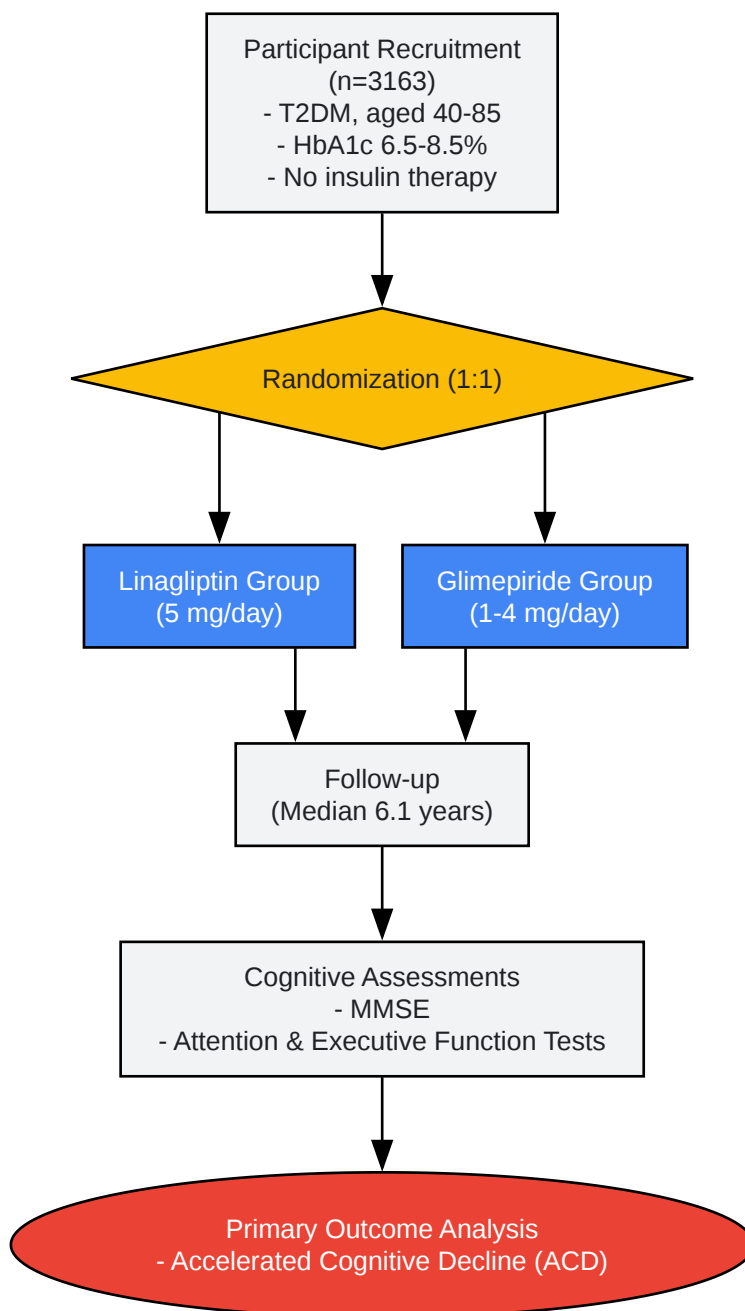 Participant Recruitment
(n=3163)
- T2DM, aged 40-85
- HbA1c 6.5-8.5%
- No insulin therapy
Randomization (1:1)
Linagliptin Group
(5 mg/day)
Glimepiride Group
(1-4 mg/day)
Follow-up
(Median 6.1 years)
Cognitive Assessments
- MMSE
- Attention & Executive Function Tests
Primary Outcome Analysis
- Accelerated Cognitive Decline (ACD)